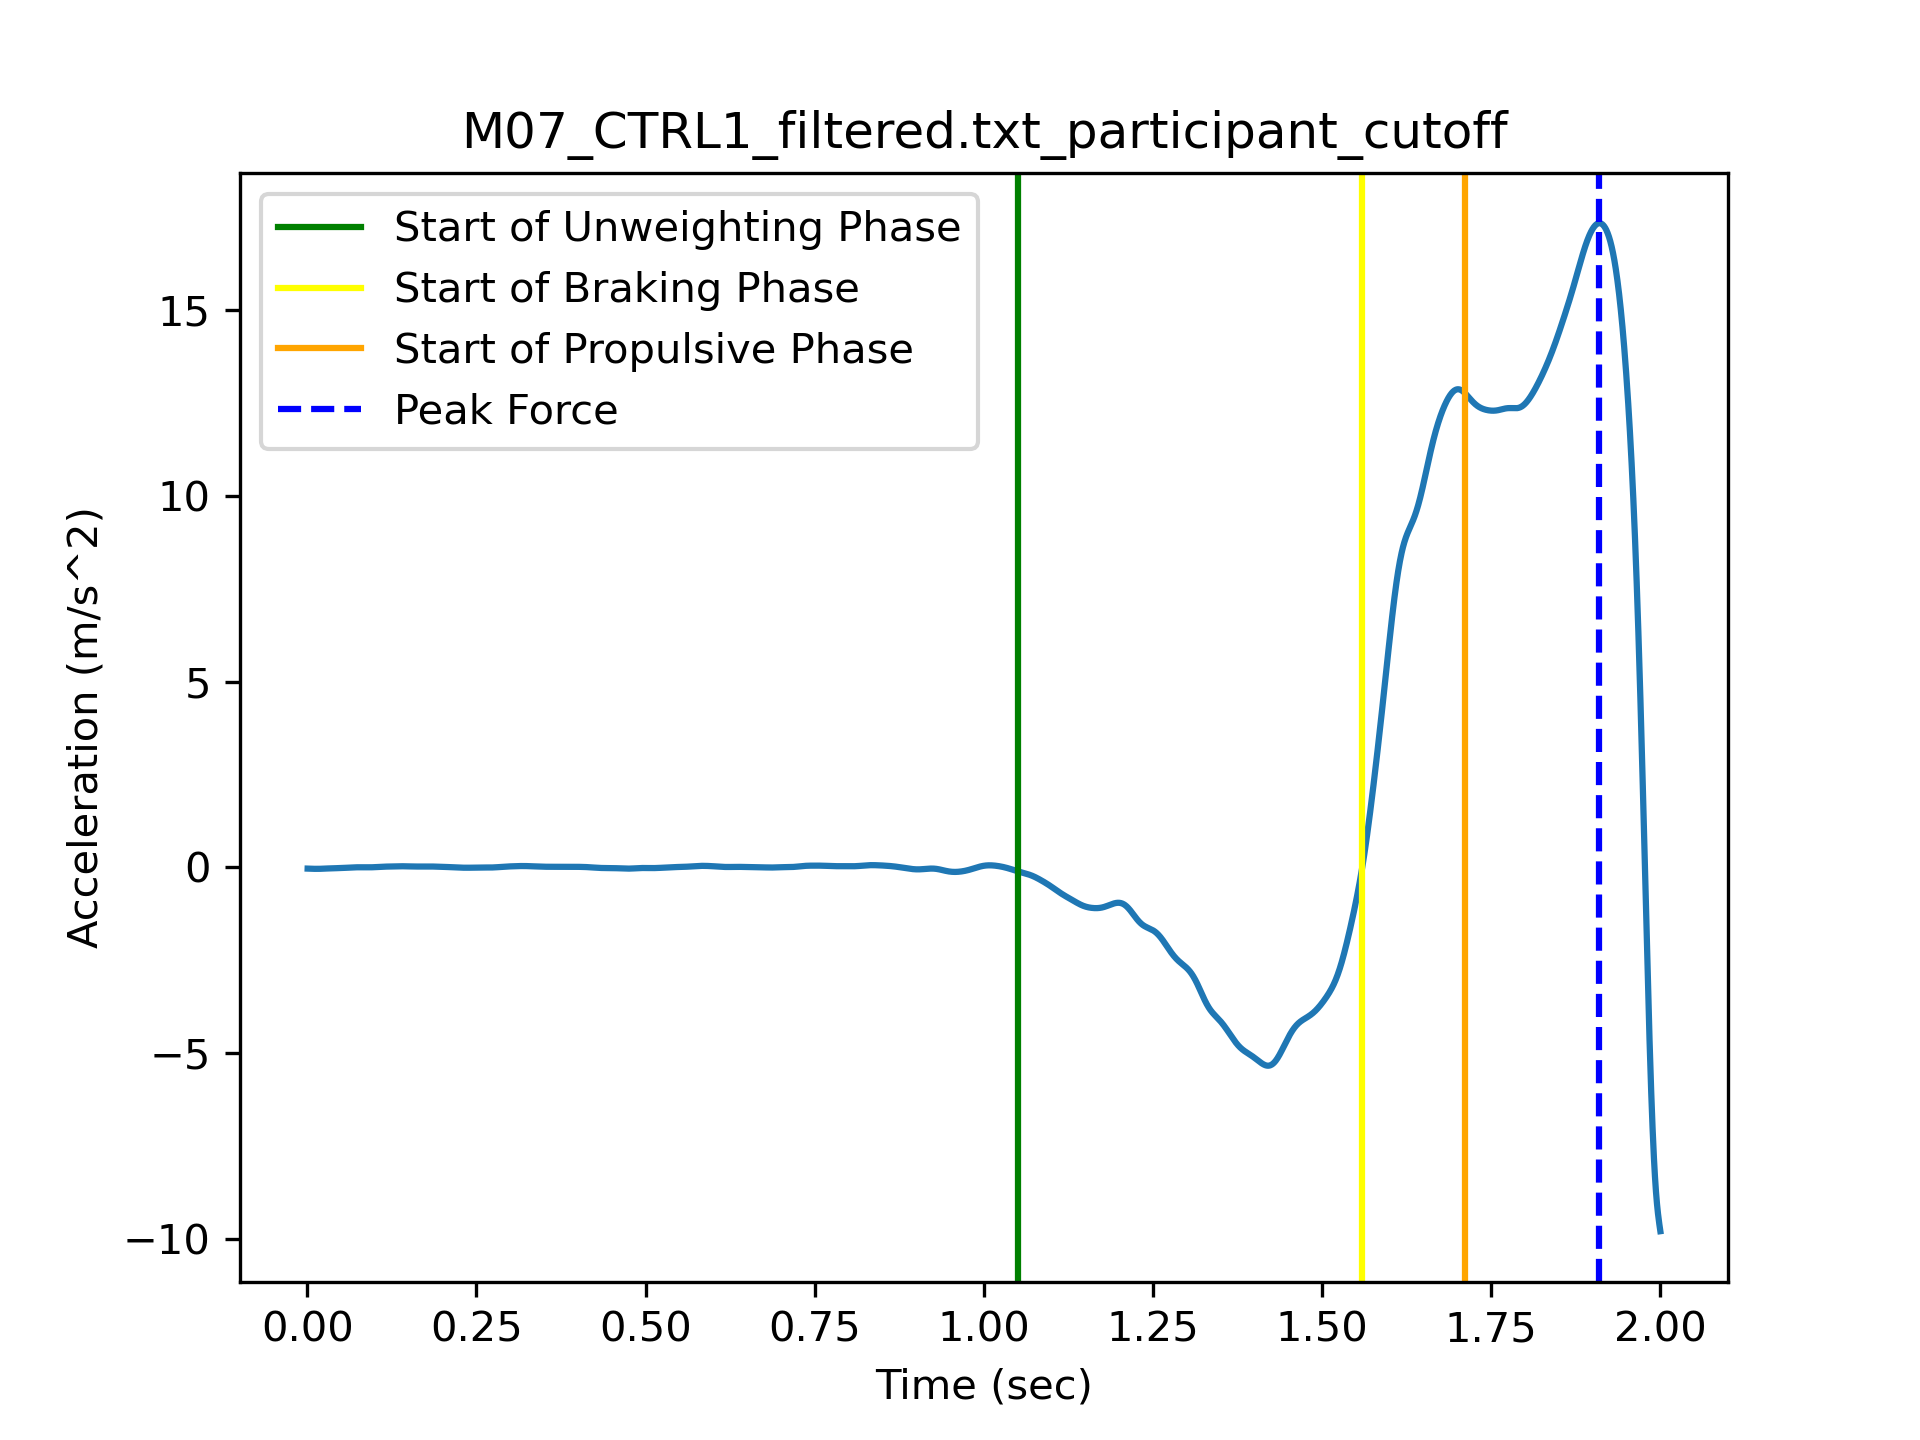 M07_CTRL1_filtered.txt_participant_cutoff
Start of Unweighting Phase
Start of Braking Phase
Start of Propulsive Phase
Peak Force
Acceleration (m/s^2)
15
10
5
0
−5
−10
0.00 0.25 0.50 0.75 1.00 1.25 1.50 1.75 2.00
Time (sec)